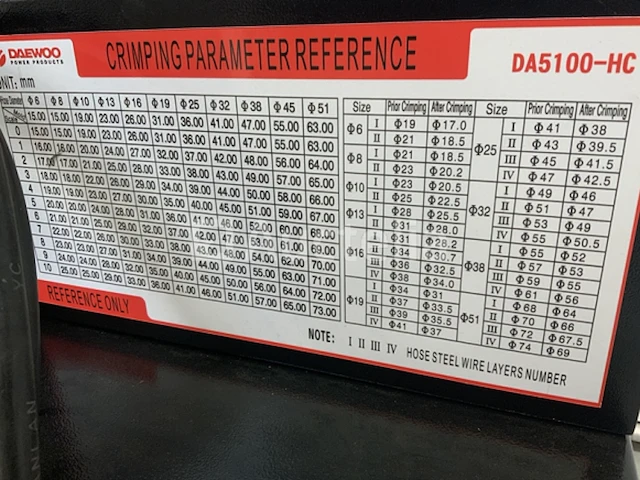 DAEWOO
POWER PRODUCTS
CRIMPING PARAMETER REFERENCE
DA5100-HC
UNIT: mm
Φ6 Φ8 Φ10 Φ13 Φ16 Φ19 Φ25 Φ32 Φ38 Φ45 Φ51
0 15.00 15.00 19.00 23.00 26.00 31.00 36.00 41.00 47.00 55.00 63.00
1 16.00 16.00 20.00 24.00 27.00 32.00 37.00 42.00 48.00 56.00 64.00
2 17.00 17.00 21.00 25.00 28.00 33.00 38.00 43.00 49.00 57.00 65.00
3 18.00 18.00 22.00 26.00 29.00 34.00 39.00 44.00 50.00 58.00 66.00
4 19.00 19.00 23.00 27.00 30.00 35.00 40.00 45.00 51.00 59.00 67.00
5 20.00 20.00 24.00 28.00 31.00 36.00 41.00 46.00 52.00 60.00 68.00
6 21.00 21.00 25.00 29.00 32.00 37.00 42.00 47.00 53.00 61.00 69.00
7 22.00 22.00 26.00 30.00 33.00 38.00 43.00 48.00 54.00 62.00 70.00
8 23.00 23.00 27.00 31.00 34.00 39.00 44.00 49.00 55.00 63.00 71.00
9 24.00 24.00 28.00 32.00 35.00 40.00 45.00 50.00 56.00 64.00 72.00
10 25.00 25.00 29.00 33.00 36.00 41.00 46.00 51.00 57.00 65.00 73.00
REFERENCE ONLY
Size Prior Crimping After Crimping
Φ6 I Φ19 Φ17.0
II Φ21 Φ18.5
Φ8 I Φ21 Φ18.5
II Φ23 Φ20.2
Φ10 I Φ23 Φ20.5
II Φ25 Φ22.5
Φ13 I Φ28 Φ25.5
II Φ31 Φ28.0
Φ16 I Φ31 Φ28.2
II Φ34 Φ30.7
III Φ36 Φ32.5
IV Φ38 Φ34.0
Φ19 I Φ34 Φ31
II Φ37 Φ33.5
III Φ39 Φ35.5
IV Φ41 Φ37
Size Prior Crimping After Crimping
Φ25 I Φ41 Φ38
II Φ43 Φ39.5
III Φ45 Φ41.5
IV Φ47 Φ42.5
Φ32 I Φ49 Φ46
II Φ51 Φ47
III Φ53 Φ49
IV Φ55 Φ50.5
Φ38 I Φ55 Φ52
II Φ57 Φ53
III Φ59 Φ55
IV Φ61 Φ56
Φ51 I Φ68 Φ64
II Φ70 Φ66
III Φ72 Φ67.5
IV Φ74 Φ69
NOTE: I II III IV HOSE STEEL WIRE LAYERS NUMBER